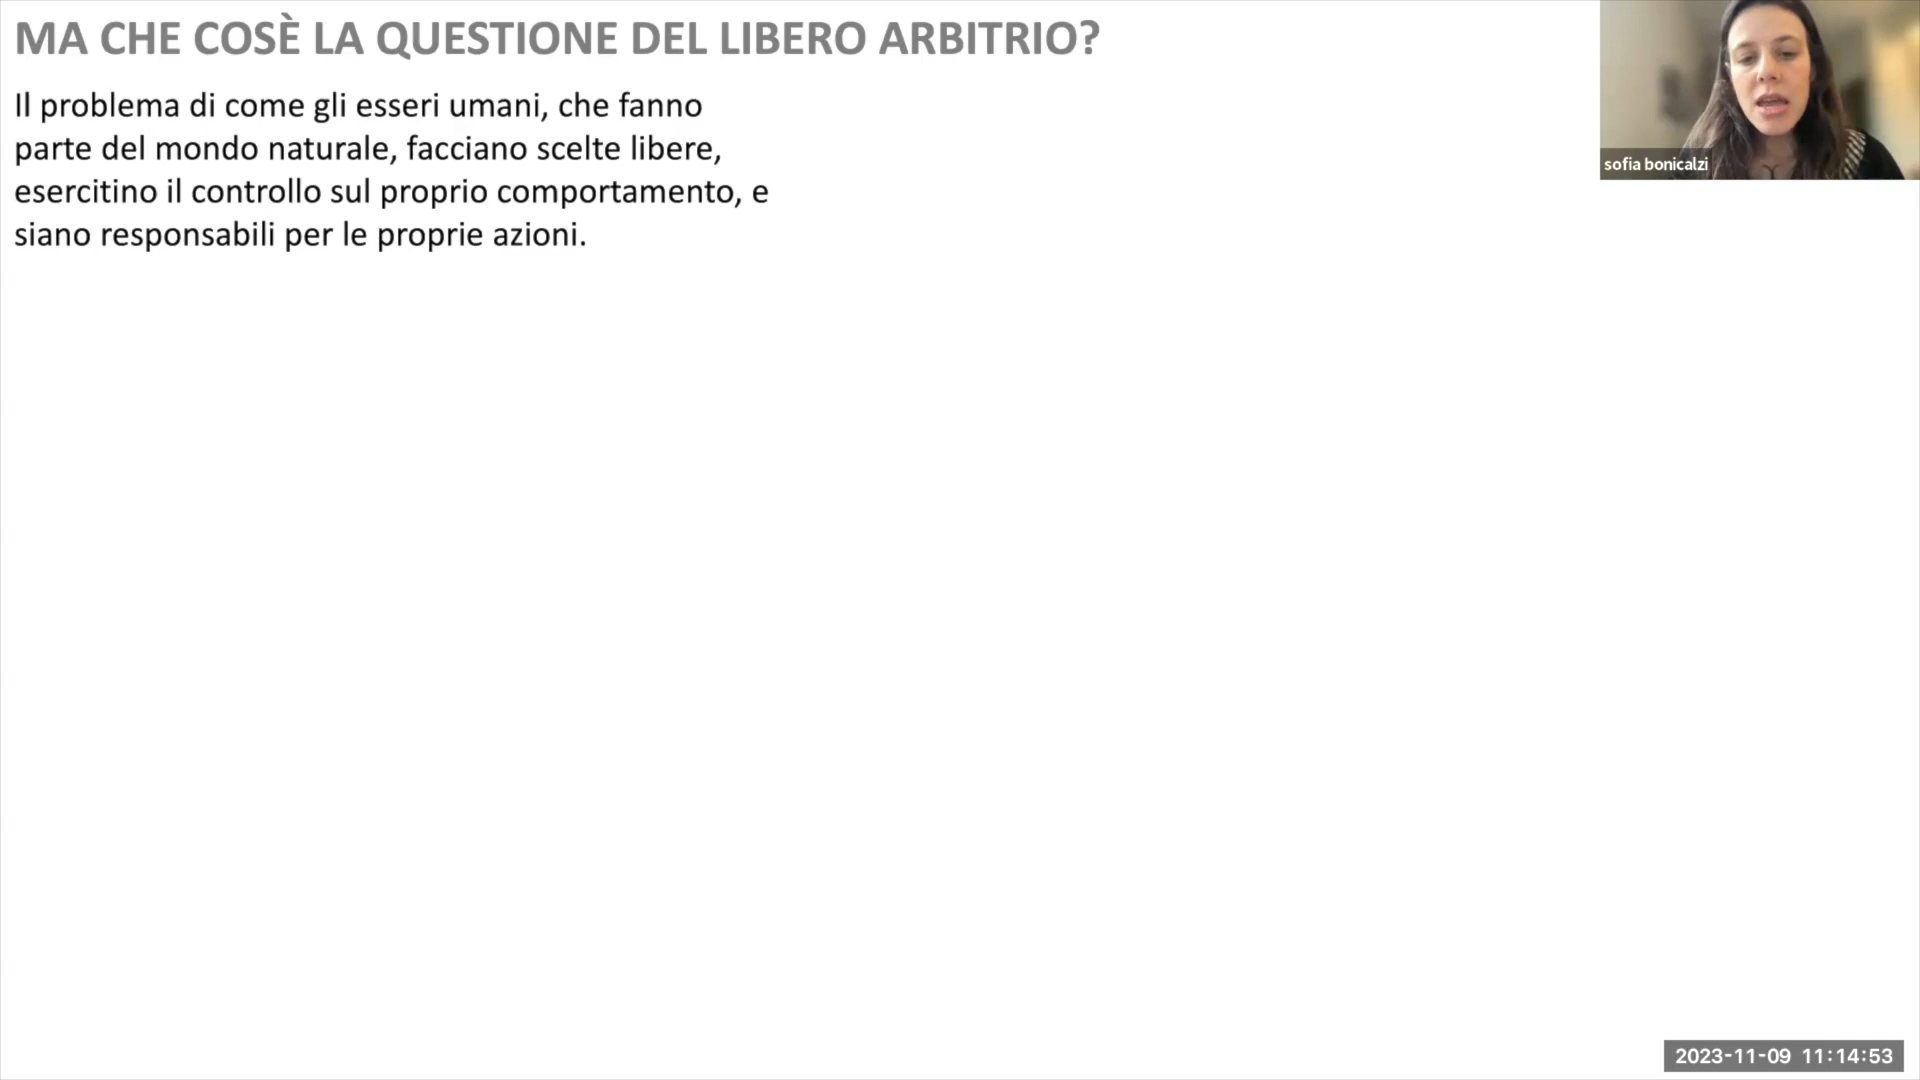 MA CHE COSÈ LA QUESTIONE DEL LIBERO ARBITRIO?
Il problema di come gli esseri umani, che fanno
parte del mondo naturale, facciano scelte libere,
esercitino il controllo sul proprio comportamento, e
siano responsabili per le proprie azioni.
sofia bonicalzi
2023-11-09 11:14:53